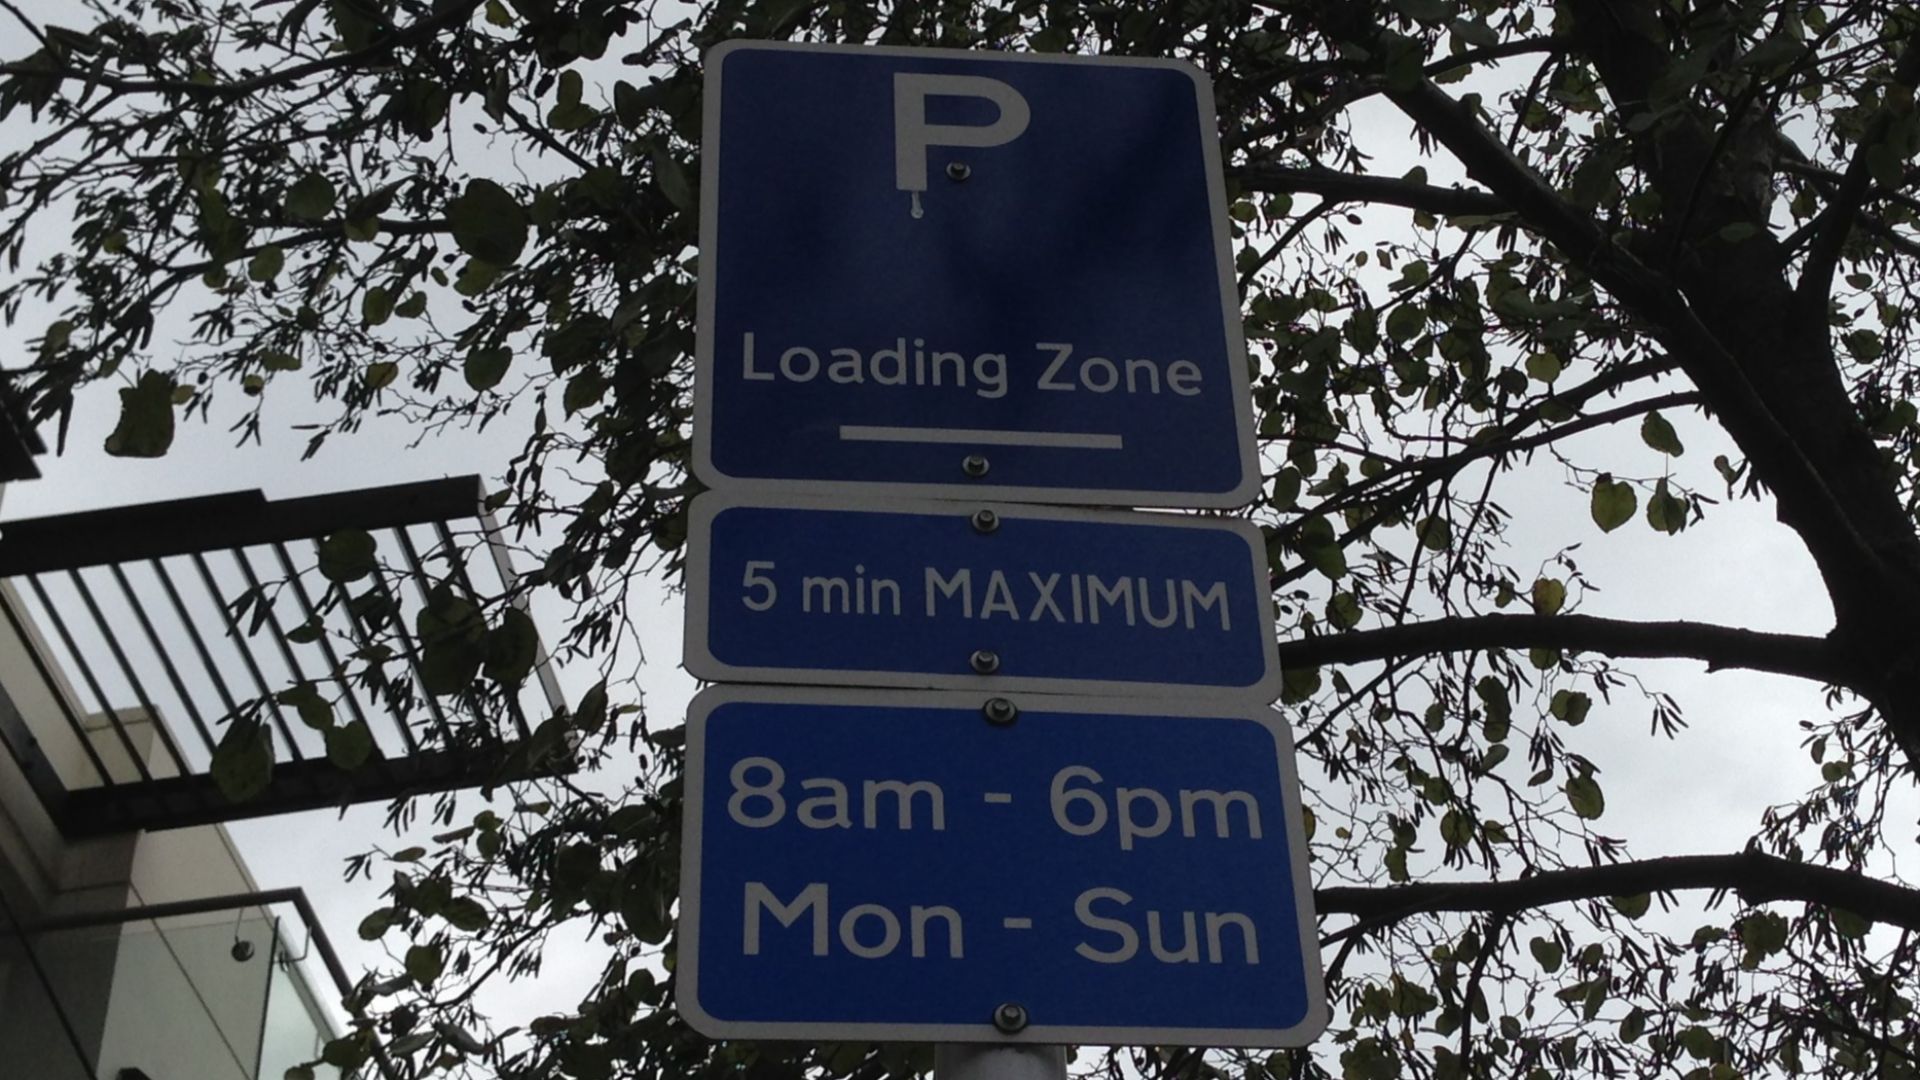 P
Loading Zone
5 min MAXIMUM
8am - 6pm
Mon - Sun